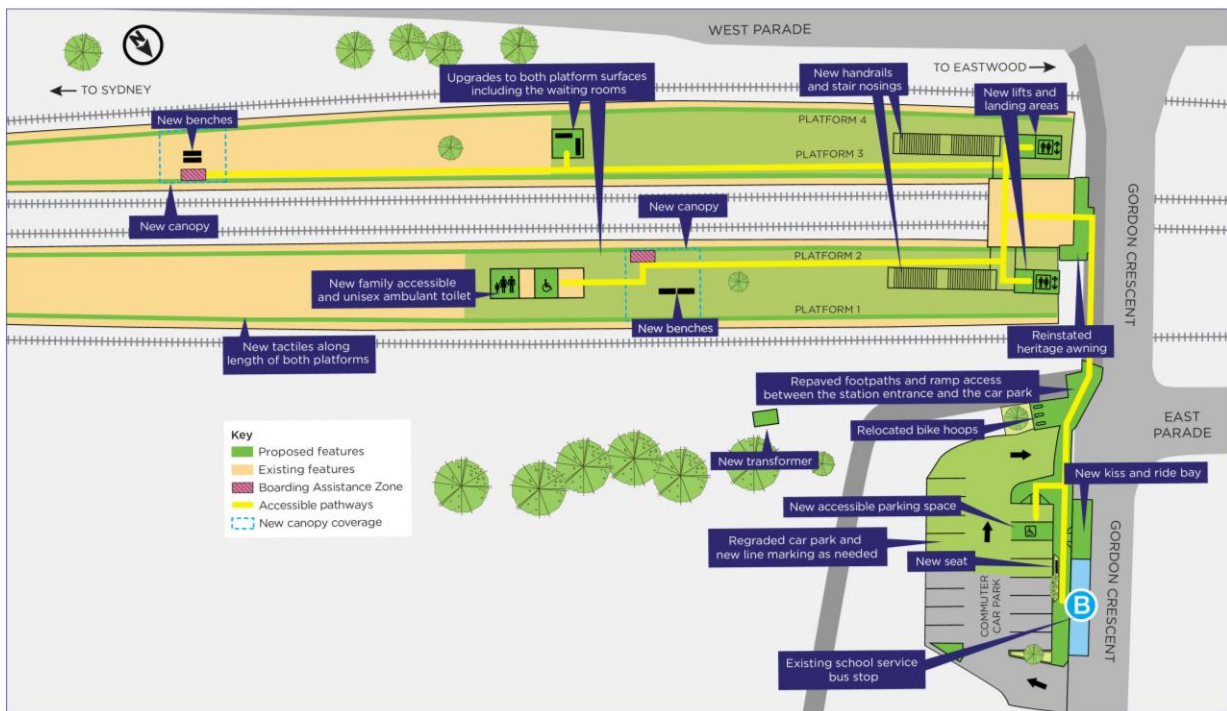 WEST PARADE
N
Upgrades to both platform surfaces
including the waiting rooms
New handrails
and stair nosings
TO EASTWOOD
TO SYDNEY
New lifts and
landing areas
New benches
PLATFORM 4
PLATFORM 3
New canopy
New canopy
PLATFORM 2
GORDON CRESCENT
New family accessible
and unisex ambulant toilet
PLATFORM 1
New benches
New tactiles along
length of both platforms
Reinstated
heritage awning
Repaved footpaths and ramp access
between the station entrance and the car park
EAST
PARADE
Relocated bike hoops
Key
Proposed features
Existing features
Boarding Assistance Zone
Accessible pathways
New canopy coverage
New transformer
New kiss and ride bay
New accessible parking space
Regraded car park and
new line marking as needed
New seat
COMMUTER
CAR PARK
B
GORDON CRESCENT
Existing school service
bus stop